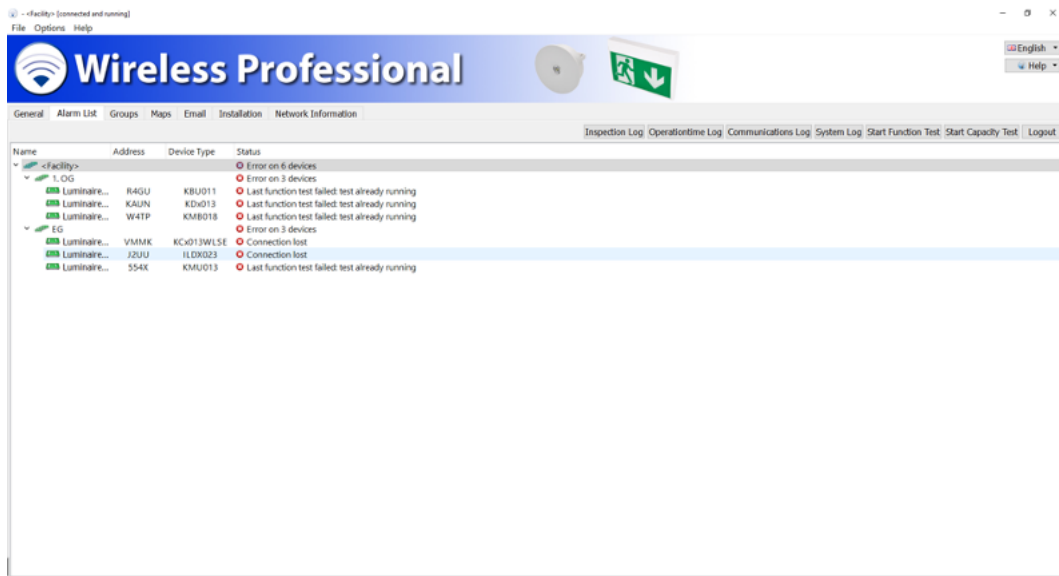 - <Facility> [connected and running]
File Options Help
Wireless Professional
English
Help
General Alarm List Groups Maps Email Installation Network Information
Inspection Log Operationtime Log Communications Log System Log Start Function Test Start Capacity Test Logout
Name Address Device Type Status
<Facility> Error on 6 devices
1. OG Error on 3 devices
Luminaire... R4GU KBU011 Last function test failed: test already running
Luminaire... KAUN KDx013 Last function test failed: test already running
Luminaire... W4TP KMB018 Last function test failed: test already running
EG Error on 3 devices
Luminaire... VMMK KCx013WLSE Connection lost
Luminaire... J2UU ILDX023 Connection lost
Luminaire... 554X KMU013 Last function test failed: test already running